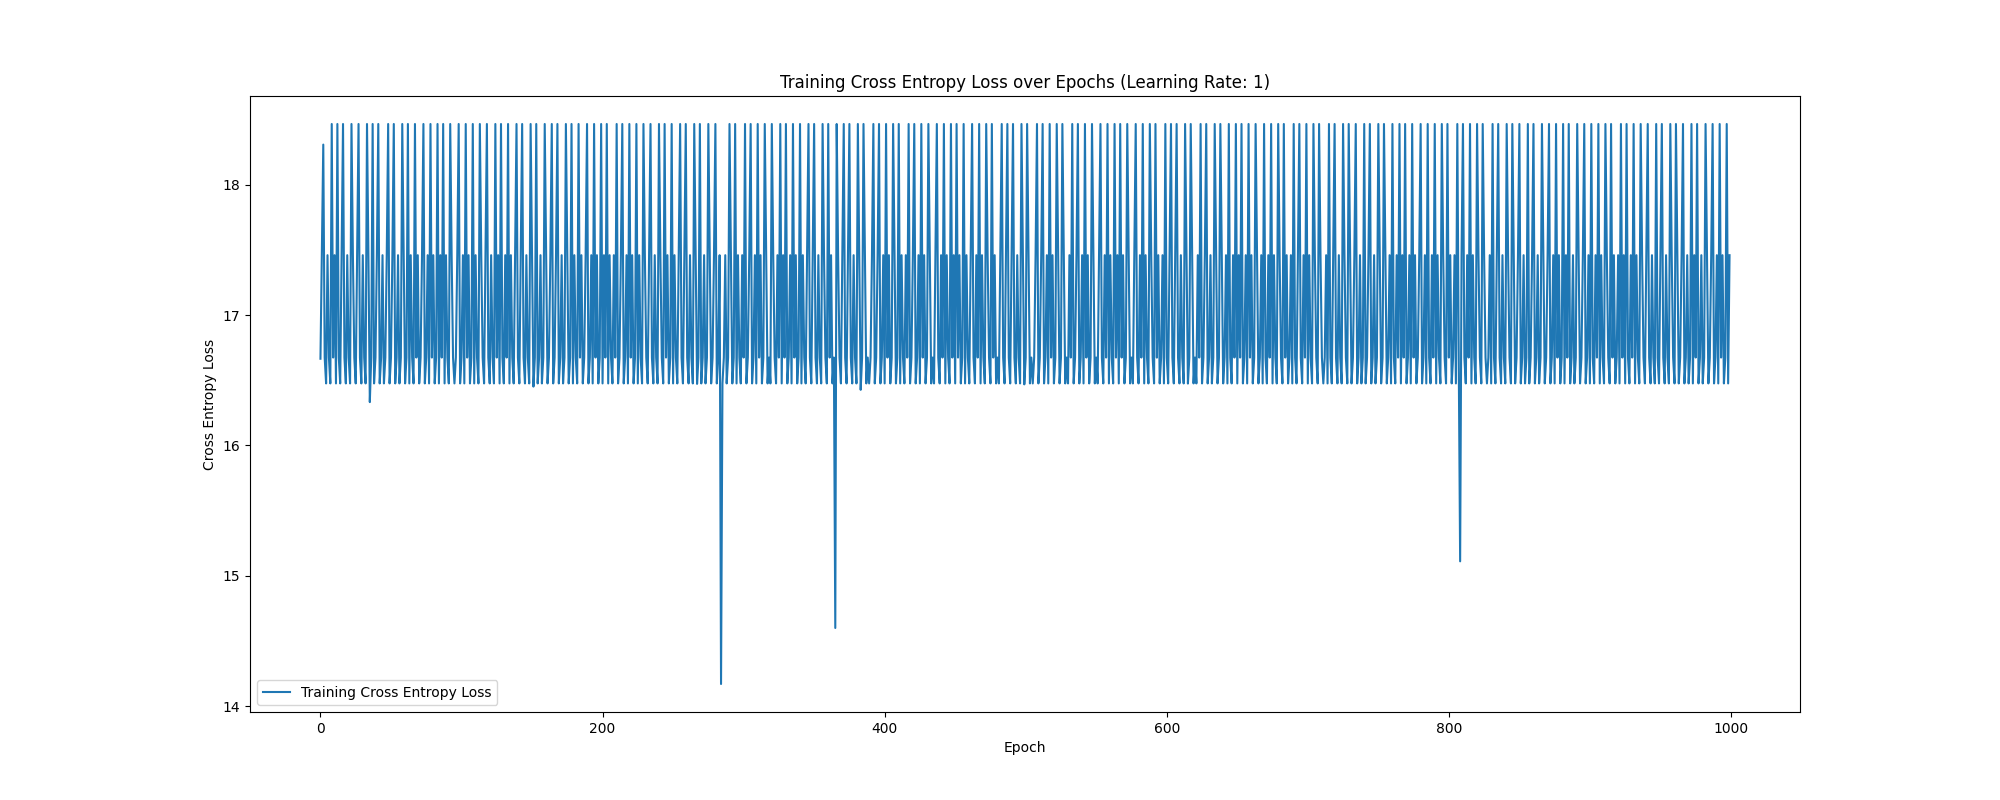 Training Cross Entropy Loss over Epochs (Learning Rate: 1)
Cross Entropy Loss
18
17
16
15
14
Training Cross Entropy Loss
0 200 400 600 800 1000
Epoch